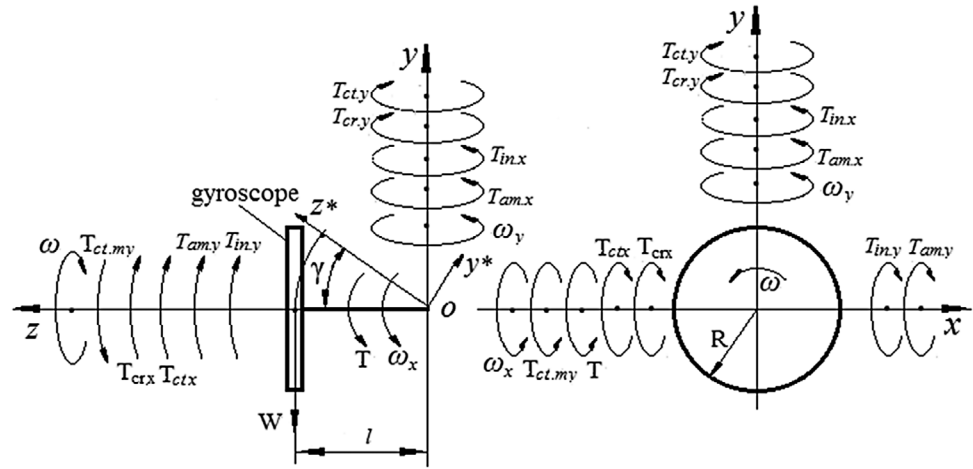 y
T_ct.y
T_cr.y
T_in.x
T_am.x
ω_y
gyroscope
z*
y*
ω
T_ct.my
T_am.y
T_in.y
γ
o
z
T_crx
T_ctx
T
ω_x
W
l
y
T_ct.y
T_cr.y
T_in.x
T_am.x
ω_y
T_ctx
T_crx
T_in.y
T_am.y
ω
x
R
ω_x
T_ct.my
T